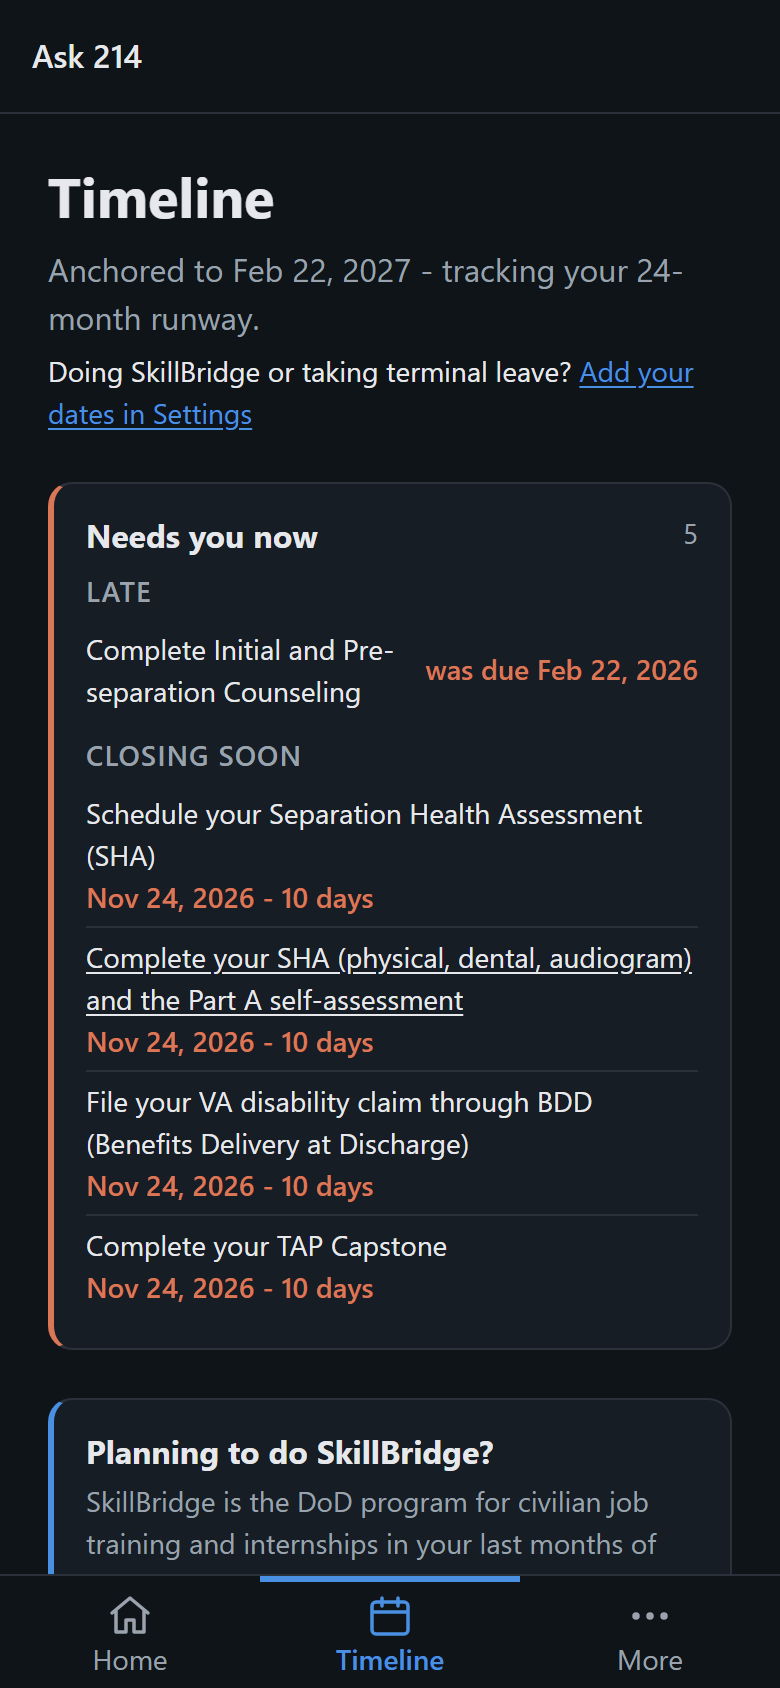 Ask 214
Timeline
Anchored to Feb 22, 2027 - tracking your 24-
month runway.
Doing SkillBridge or taking terminal leave? Add your
dates in Settings
Needs you now
5
LATE
Complete Initial and Pre-
separation Counseling
was due Feb 22, 2026
CLOSING SOON
Schedule your Separation Health Assessment
(SHA)
Nov 24, 2026 - 10 days
Complete your SHA (physical, dental, audiogram)
and the Part A self-assessment
Nov 24, 2026 - 10 days
File your VA disability claim through BDD
(Benefits Delivery at Discharge)
Nov 24, 2026 - 10 days
Complete your TAP Capstone
Nov 24, 2026 - 10 days
Planning to do SkillBridge?
SkillBridge is the DoD program for civilian job
training and internships in your last months of
Home
Timeline
More